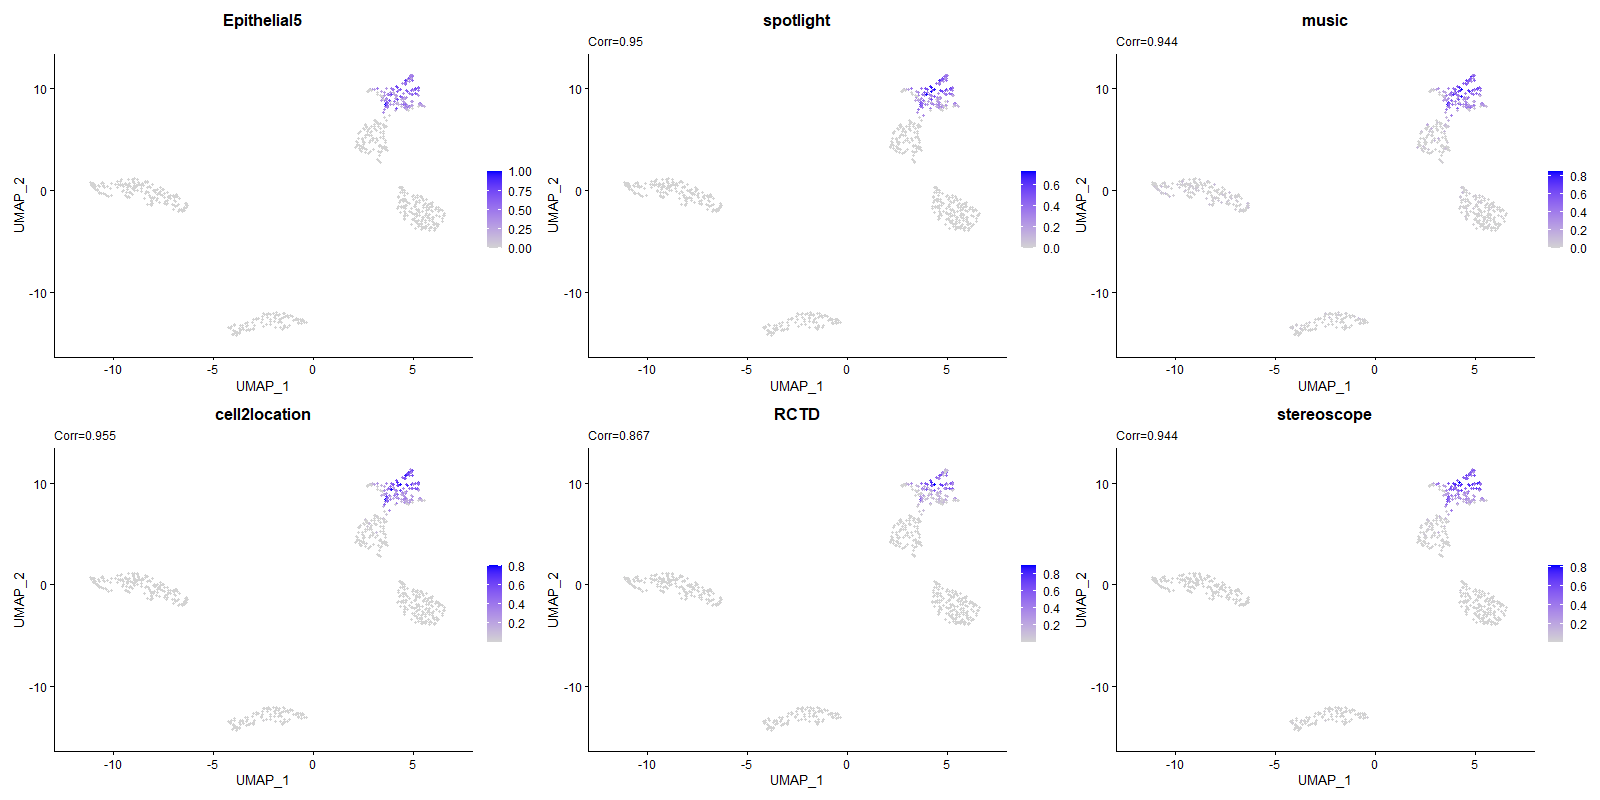 Epithelial5
10
0
-10
-10
-5
0
5
UMAP_1
UMAP_2
1.00
0.75
0.50
0.25
0.00
spotlight
Corr=0.95
10
0
-10
-10
-5
0
5
UMAP_1
UMAP_2
0.6
0.4
0.2
0.0
music
Corr=0.944
10
0
-10
-10
-5
0
5
UMAP_1
UMAP_2
0.8
0.6
0.4
0.2
0.0
cell2location
Corr=0.955
10
0
-10
-10
-5
0
5
UMAP_1
UMAP_2
0.8
0.6
0.4
0.2
RCTD
Corr=0.867
10
0
-10
-10
-5
0
5
UMAP_1
UMAP_2
0.8
0.6
0.4
0.2
stereoscope
Corr=0.944
10
0
-10
-10
-5
0
5
UMAP_1
UMAP_2
0.8
0.6
0.4
0.2